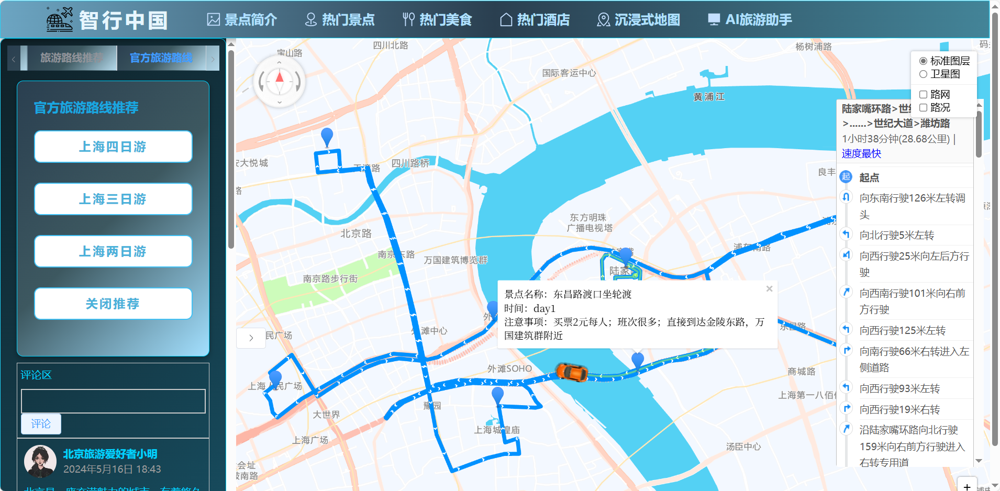 智行中国
景点简介
热门景点
热门美食
热门酒店
沉浸式地图
AI旅游助手
旅游路线推荐
官方旅游路线
官方旅游路线推荐
上海四日游
上海三日游
上海两日游
关闭推荐
评论区
评论
北京旅游爱好者小明
2024年5月16日 18:43
宝山路
四川北路
国际客运中心
杨树浦路
黄浦江
安大悦城
天潼路
四川路桥
良丰
路
北京路
东方明珠
广播电视塔
南京东路
万国建筑博览群
南京路步行街
浦东南路
陆家
民广场
外滩中心
东昌路
外滩SOHO
商城路
上海人民广场
上海第一八佰
豫园
大世界
上海城隍庙
上海广场
汤臣中心
会址
陂南路
景点名称：东昌路渡口坐轮渡
时间：day1
注意事项：买票2元每人；班次很多；直接到达金陵东路，万
国建筑群附近
标准图层
卫星图
路网
路况
陆家嘴环路>世纪
>......>世纪大道>潍坊路
1小时38分钟(28.68公里) |
速度最快
起 起点
向东南行驶126米左转调
头
向北行驶5米左转
向西行驶25米向左后方行
驶
向西南行驶101米向右前
方行驶
向西行驶125米左转
向南行驶66米右转进入左
侧道路
向西行驶93米左转
向西行驶19米右转
沿陆家嘴环路向北行驶
159米向右前方行驶进入
右转专用道